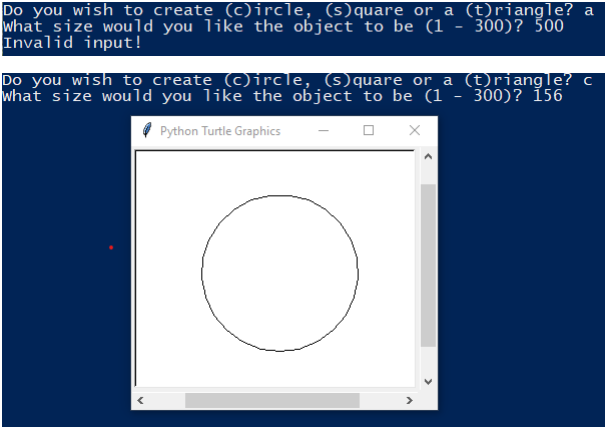 Do you wish to create (c)ircle, (s)quare or a (t)riangle? a
What size would you like the object to be (1 - 300)? 500
Invalid input!
Do you wish to create (c)ircle, (s)quare or a (t)riangle? c
What size would you like the object to be (1 - 300)? 156
Python Turtle Graphics